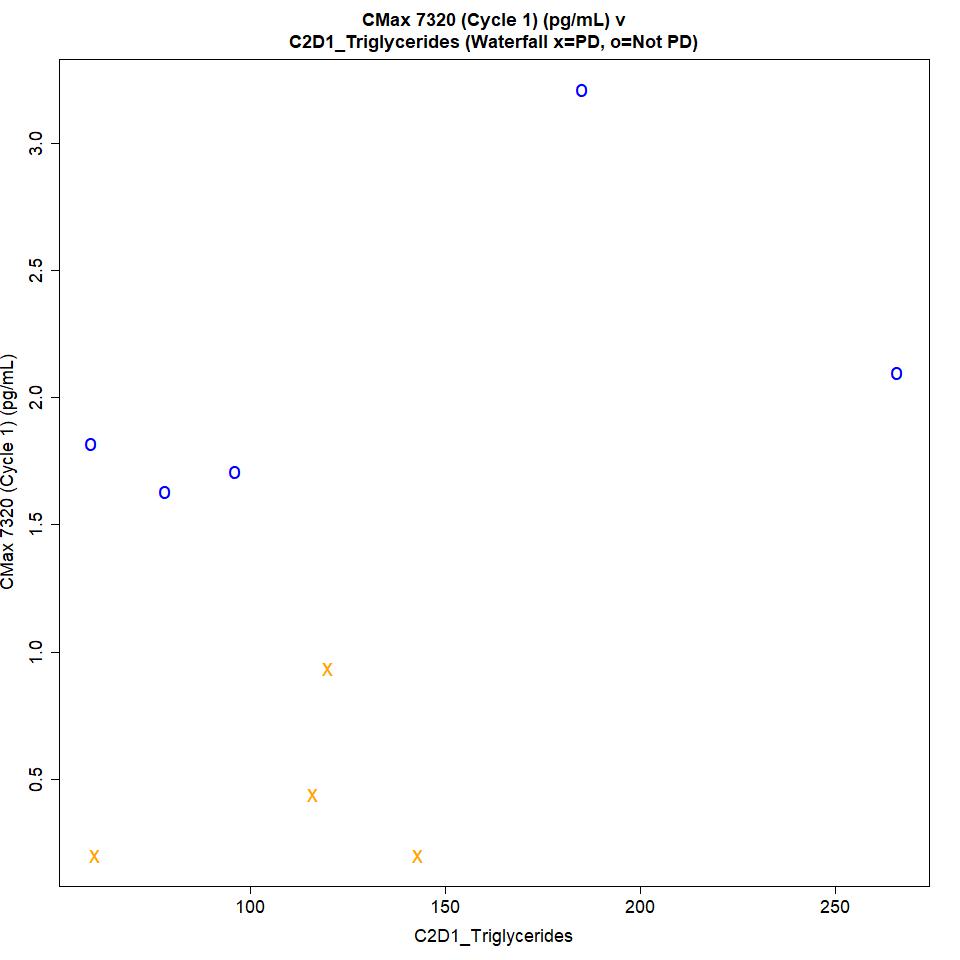 CMax 7320 (Cycle 1) (pg/mL) v
C2D1_Triglycerides (Waterfall x=PD, o=Not PD)
CMax 7320 (Cycle 1) (pg/mL)
3.0
2.5
2.0
1.5
1.0
0.5
O
O
O
O
O
X
X
X
X
100 150 200 250
C2D1_Triglycerides